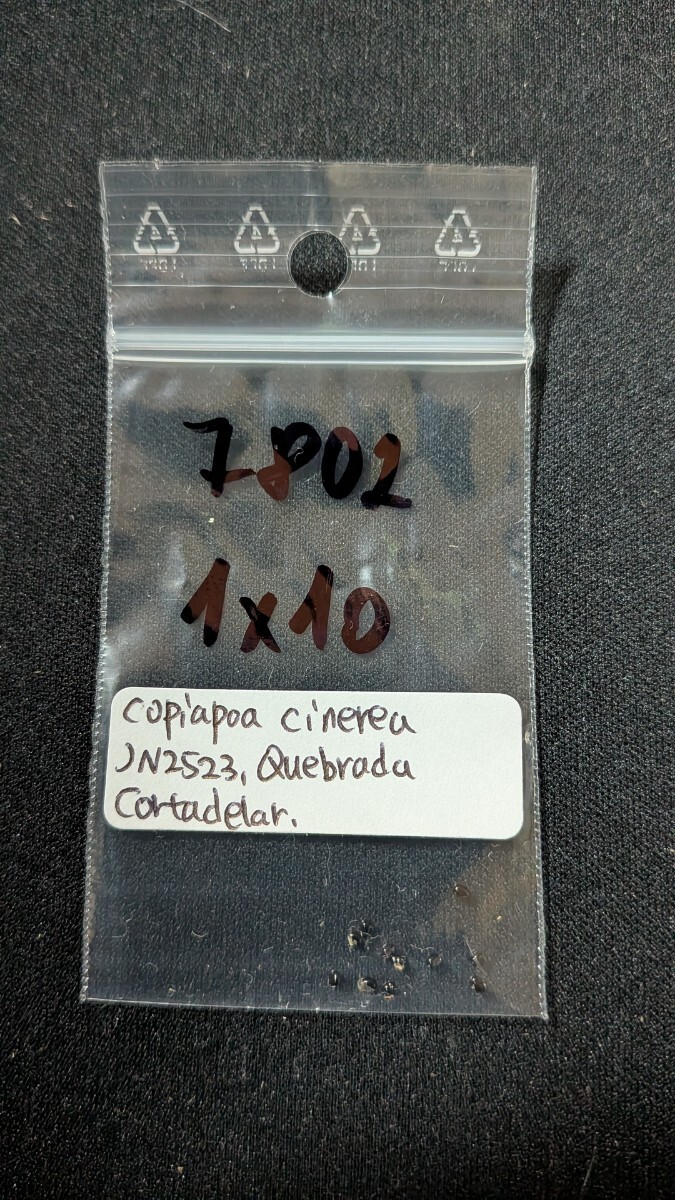 7802
1x10
Copiapoa cinerea
JN2523, Quebrada
Cortadelar.